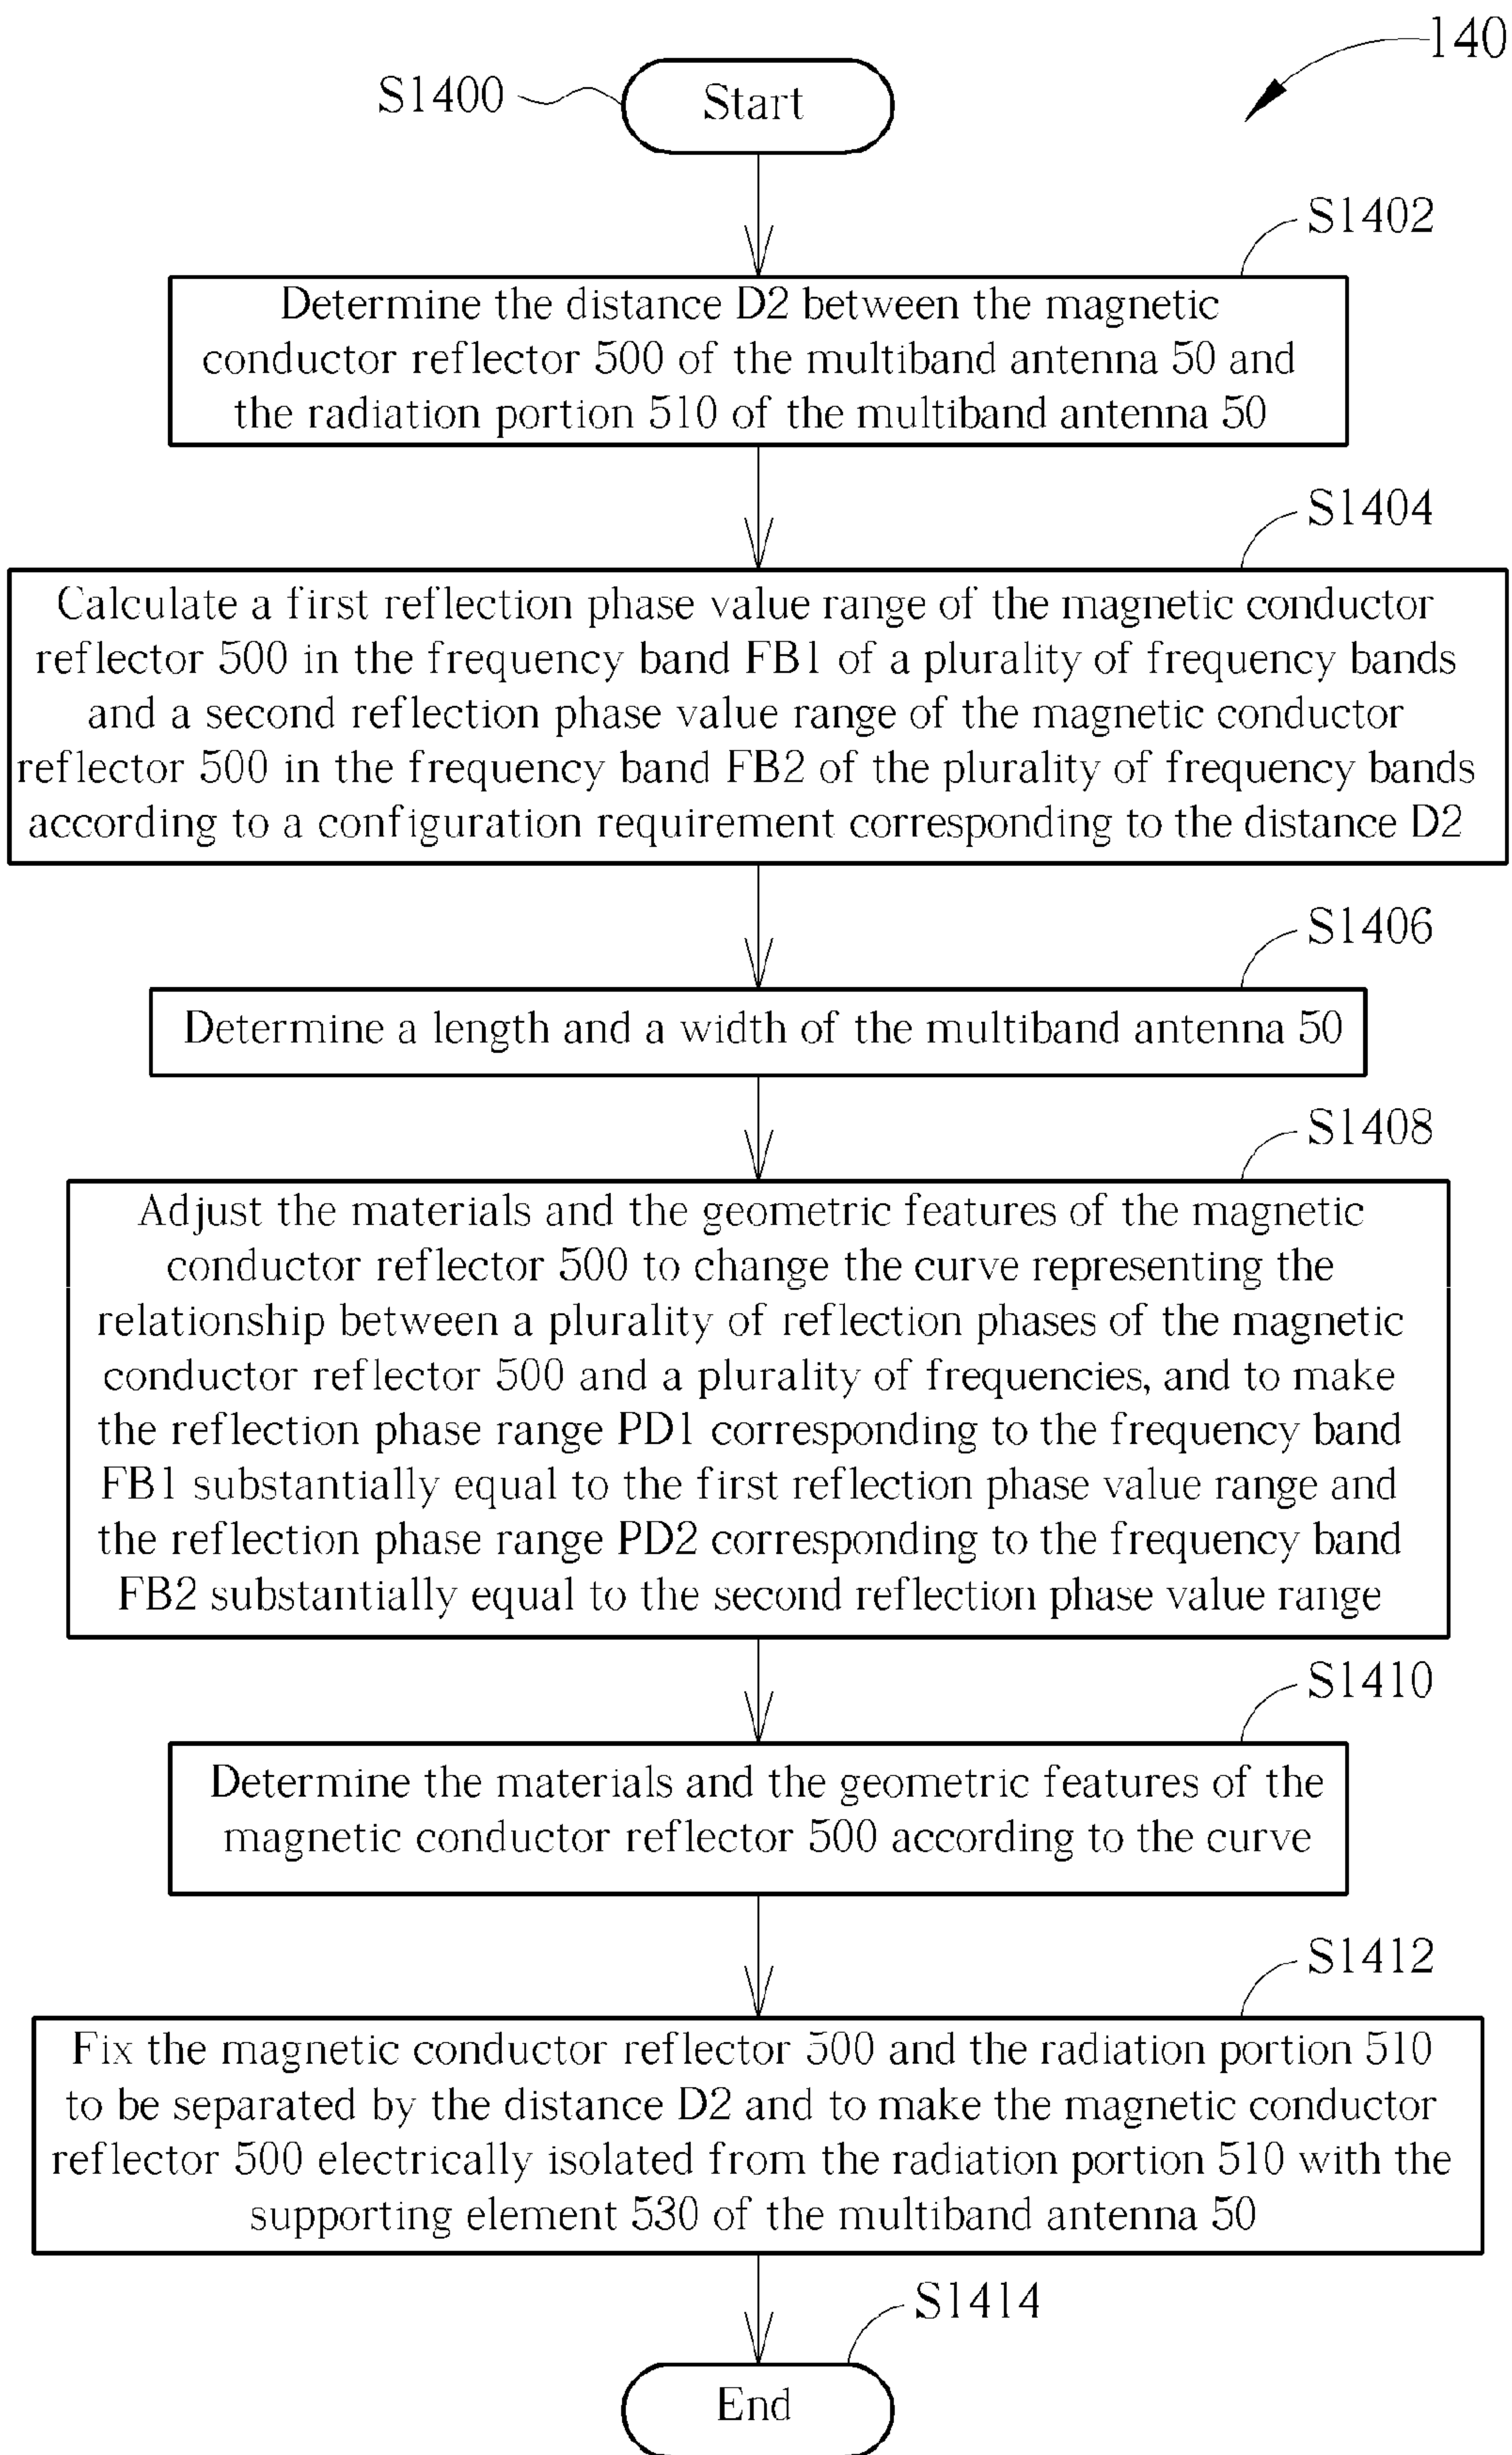 140
S1400
Start
S1402
Determine the distance D2 between the magnetic
conductor reflector 500 of the multiband antenna 50 and
the radiation portion 510 of the multiband antenna 50
S1404
Calculate a first reflection phase value range of the magnetic conductor
reflector 500 in the frequency band FB1 of a plurality of frequency bands
and a second reflection phase value range of the magnetic conductor
reflector 500 in the frequency band FB2 of the plurality of frequency bands
according to a configuration requirement corresponding to the distance D2
S1406
Determine a length and a width of the multiband antenna 50
S1408
Adjust the materials and the geometric features of the magnetic
conductor reflector 500 to change the curve representing the
relationship between a plurality of reflection phases of the magnetic
conductor reflector 500 and a plurality of frequencies, and to make
the reflection phase range PD1 corresponding to the frequency band
FB1 substantially equal to the first reflection phase value range and
the reflection phase range PD2 corresponding to the frequency band
FB2 substantially equal to the second reflection phase value range
S1410
Determine the materials and the geometric features of the
magnetic conductor reflector 500 according to the curve
S1412
Fix the magnetic conductor reflector 500 and the radiation portion 510
to be separated by the distance D2 and to make the magnetic conductor
reflector 500 electrically isolated from the radiation portion 510 with the
supporting element 530 of the multiband antenna 50
S1414
End